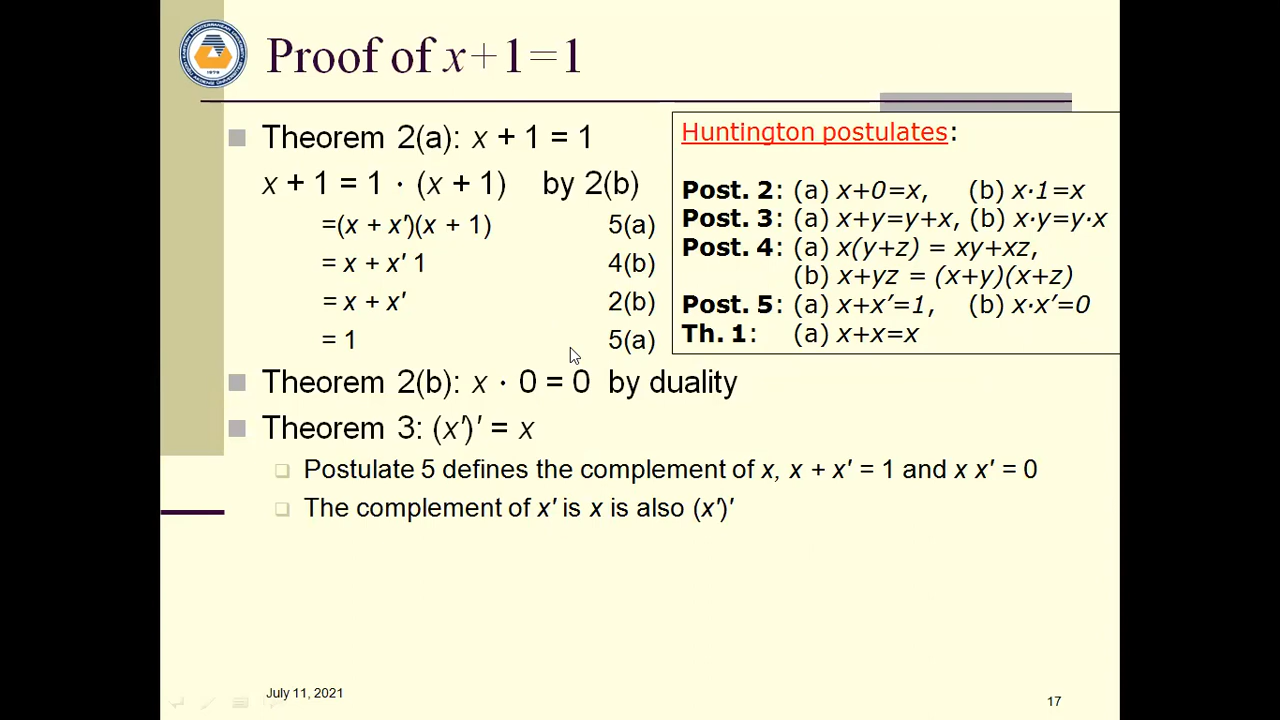 Proof of x+1=1
Theorem 2(a): x + 1 = 1
x + 1 = 1 · (x + 1) by 2(b)
=(x + x′)(x + 1) 5(a)
= x + x′ 1 4(b)
= x + x′ 2(b)
= 1 5(a)
Huntington postulates:
Post. 2: (a) x+0=x, (b) x·1=x
Post. 3: (a) x+y=y+x, (b) x·y=y·x
Post. 4: (a) x(y+z) = xy+xz,
(b) x+yz = (x+y)(x+z)
Post. 5: (a) x+x′=1, (b) x·x′=0
Th. 1: (a) x+x=x
Theorem 2(b): x · 0 = 0 by duality
Theorem 3: (x′)′ = x
Postulate 5 defines the complement of x, x + x′ = 1 and x x′ = 0
The complement of x′ is x is also (x′)′
July 11, 2021
17